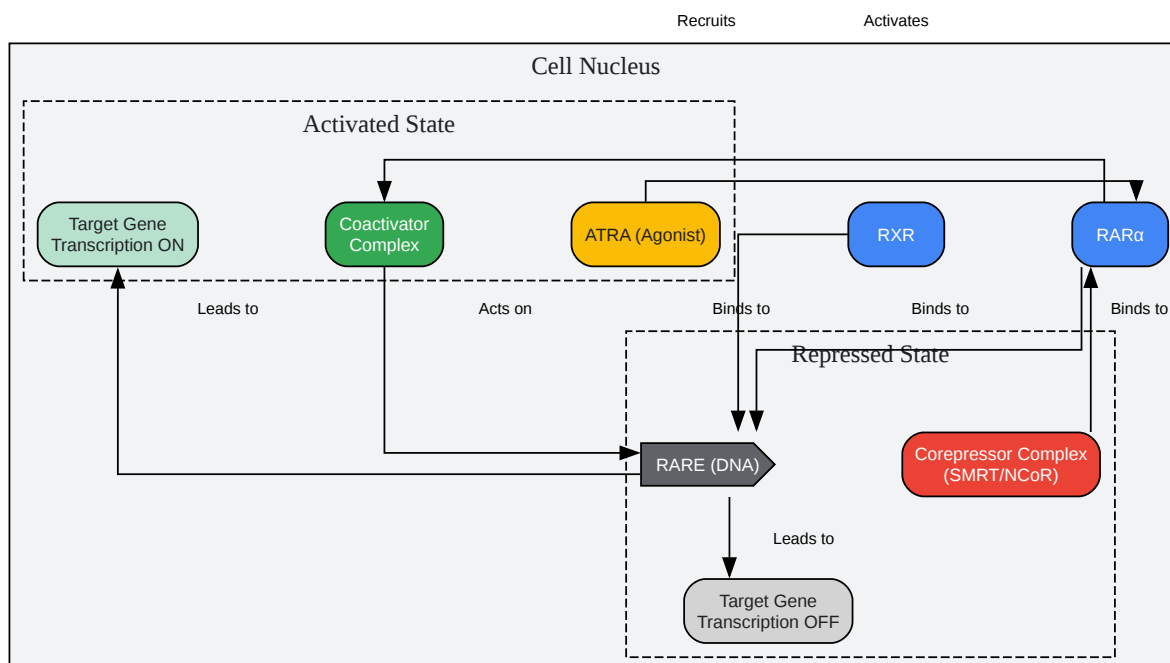 Recruits
Activates
Cell Nucleus
Activated State
Target Gene
Transcription ON
Coactivator
Complex
ATRA (Agonist)
RXR
RARα
Leads to
Acts on
Binds to
Binds to
Binds to
Repressed State
RARE (DNA)
Corepressor Complex
(SMRT/NCoR)
Leads to
Target Gene
Transcription OFF